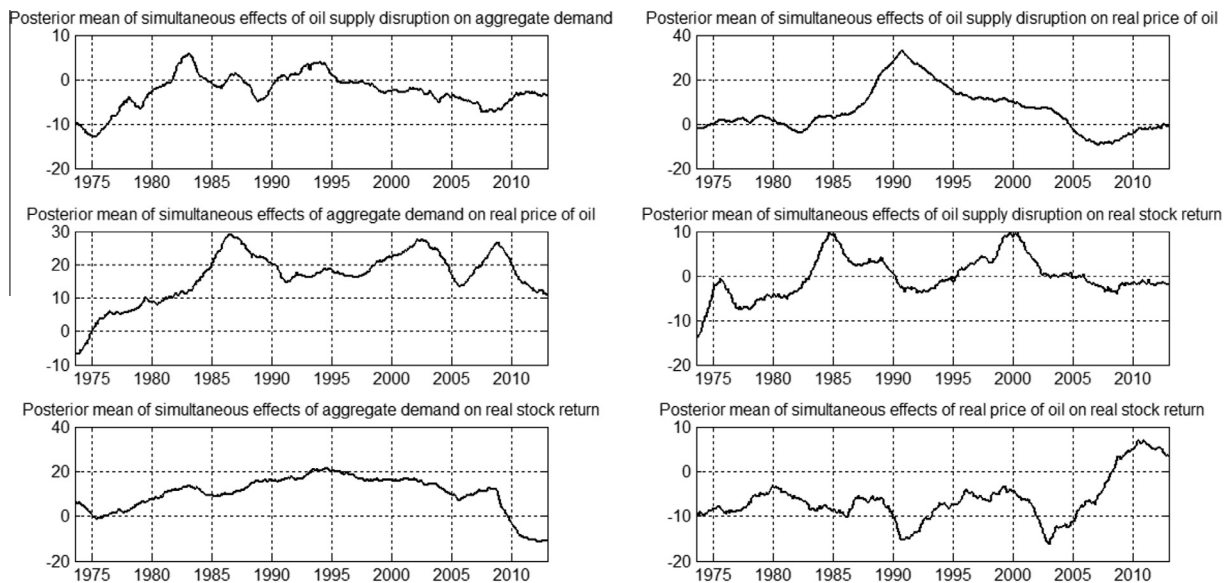 Posterior mean of simultaneous effects of oil supply disruption on aggregate demand
10
0
-10
-20
1975 1980 1985 1990 1995 2000 2005 2010
Posterior mean of simultaneous effects of oil supply disruption on real price of oil
40
20
0
-20
1975 1980 1985 1990 1995 2000 2005 2010
Posterior mean of simultaneous effects of aggregate demand on real price of oil
30
20
10
0
-10
1975 1980 1985 1990 1995 2000 2005 2010
Posterior mean of simultaneous effects of oil supply disruption on real stock return
10
0
-10
-20
1975 1980 1985 1990 1995 2000 2005 2010
Posterior mean of simultaneous effects of aggregate demand on real stock return
40
20
0
-20
1975 1980 1985 1990 1995 2000 2005 2010
Posterior mean of simultaneous effects of real price of oil on real stock return
10
0
-10
-20
1975 1980 1985 1990 1995 2000 2005 2010